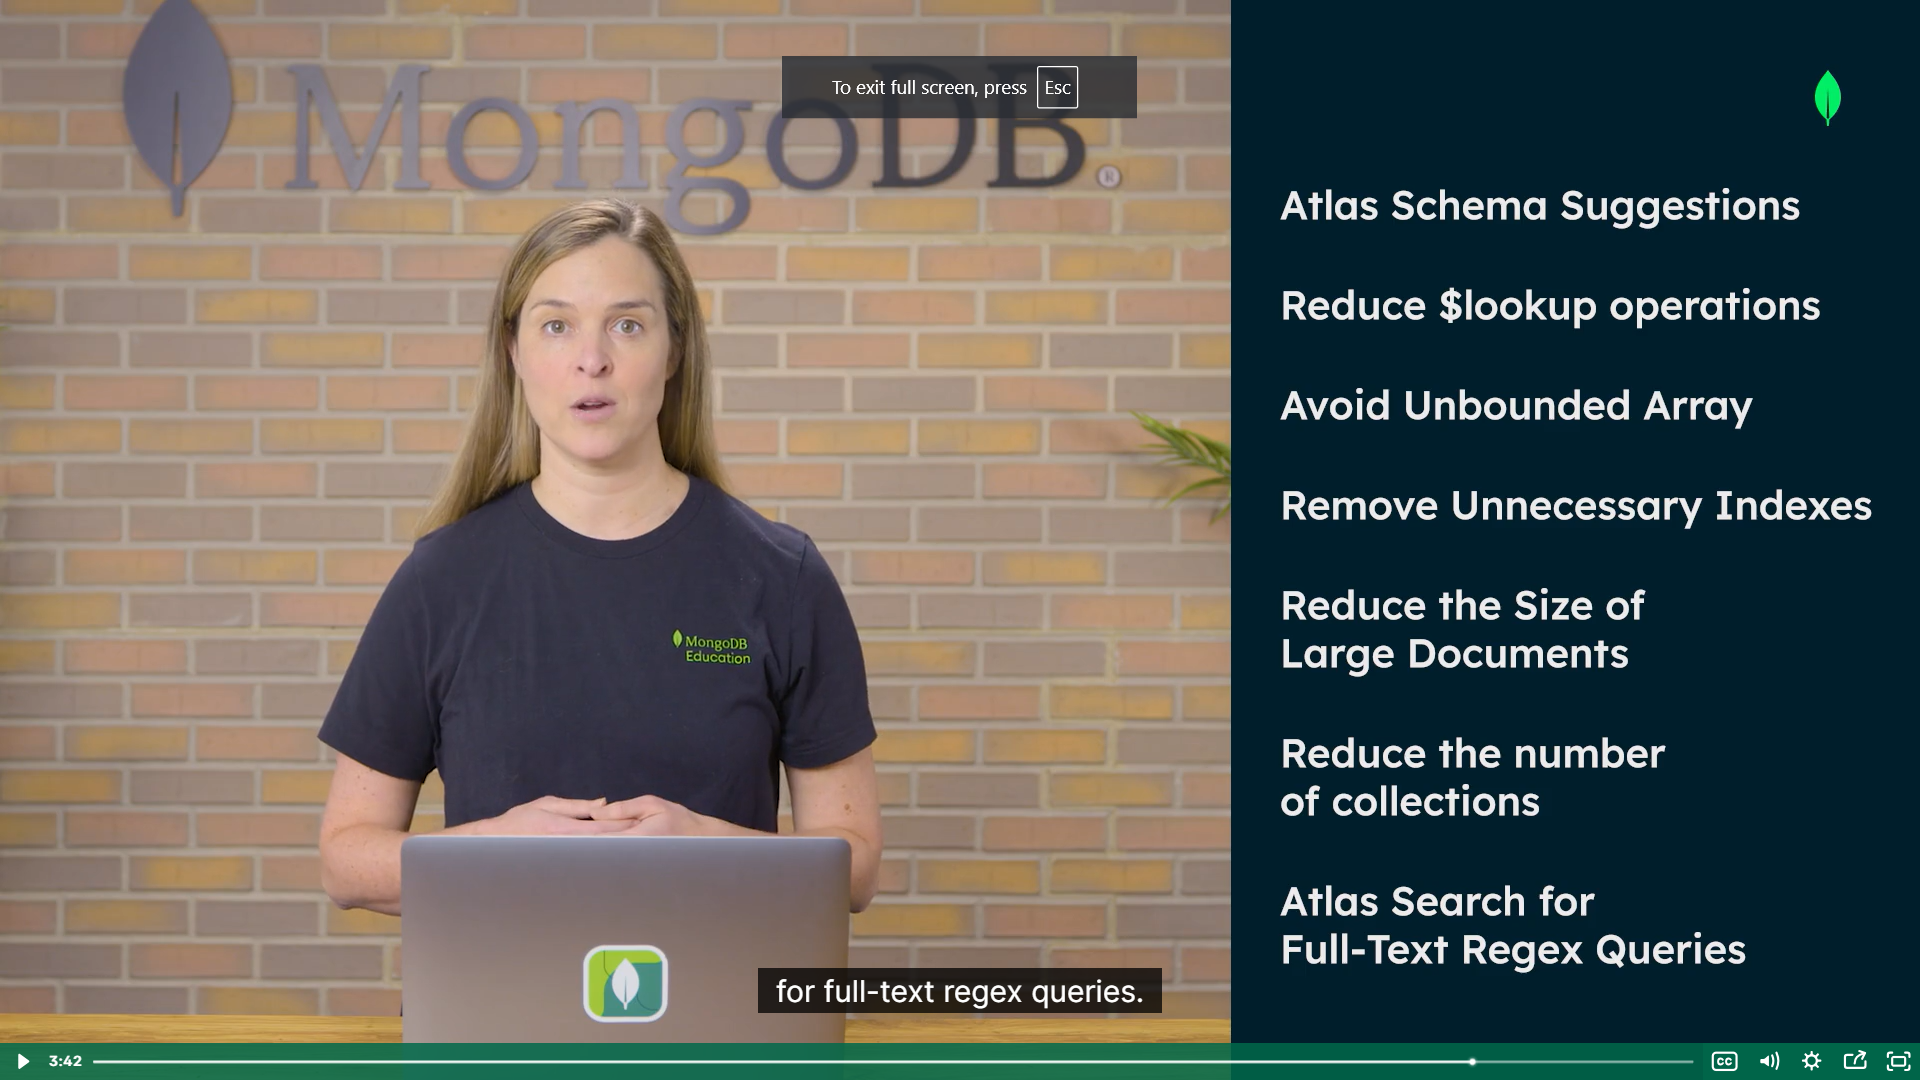 MongoDB®
To exit full screen, press Esc
Atlas Schema Suggestions
Reduce $lookup operations
Avoid Unbounded Array
Remove Unnecessary Indexes
Reduce the Size of
Large Documents
Reduce the number
of collections
Atlas Search for
Full-Text Regex Queries
MongoDB
Education
for full-text regex queries.
3:42
CC